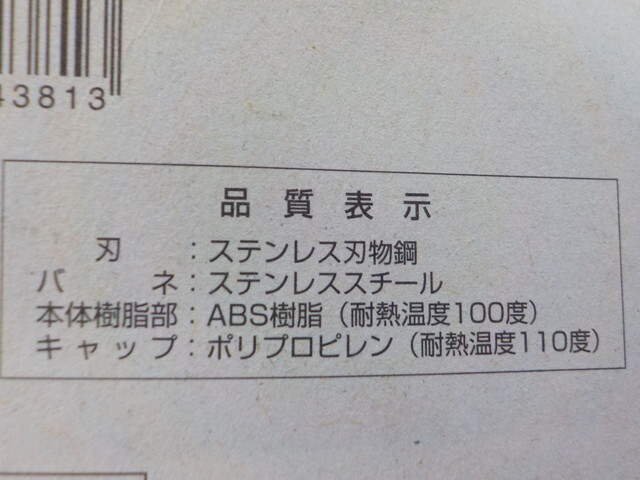 43813
品質表示
刃:ステンレス刃物鋼
バネ:ステンレススチール
本体樹脂部:ABS樹脂(耐熱温度100度)
キャップ:ポリプロピレン(耐熱温度110度)